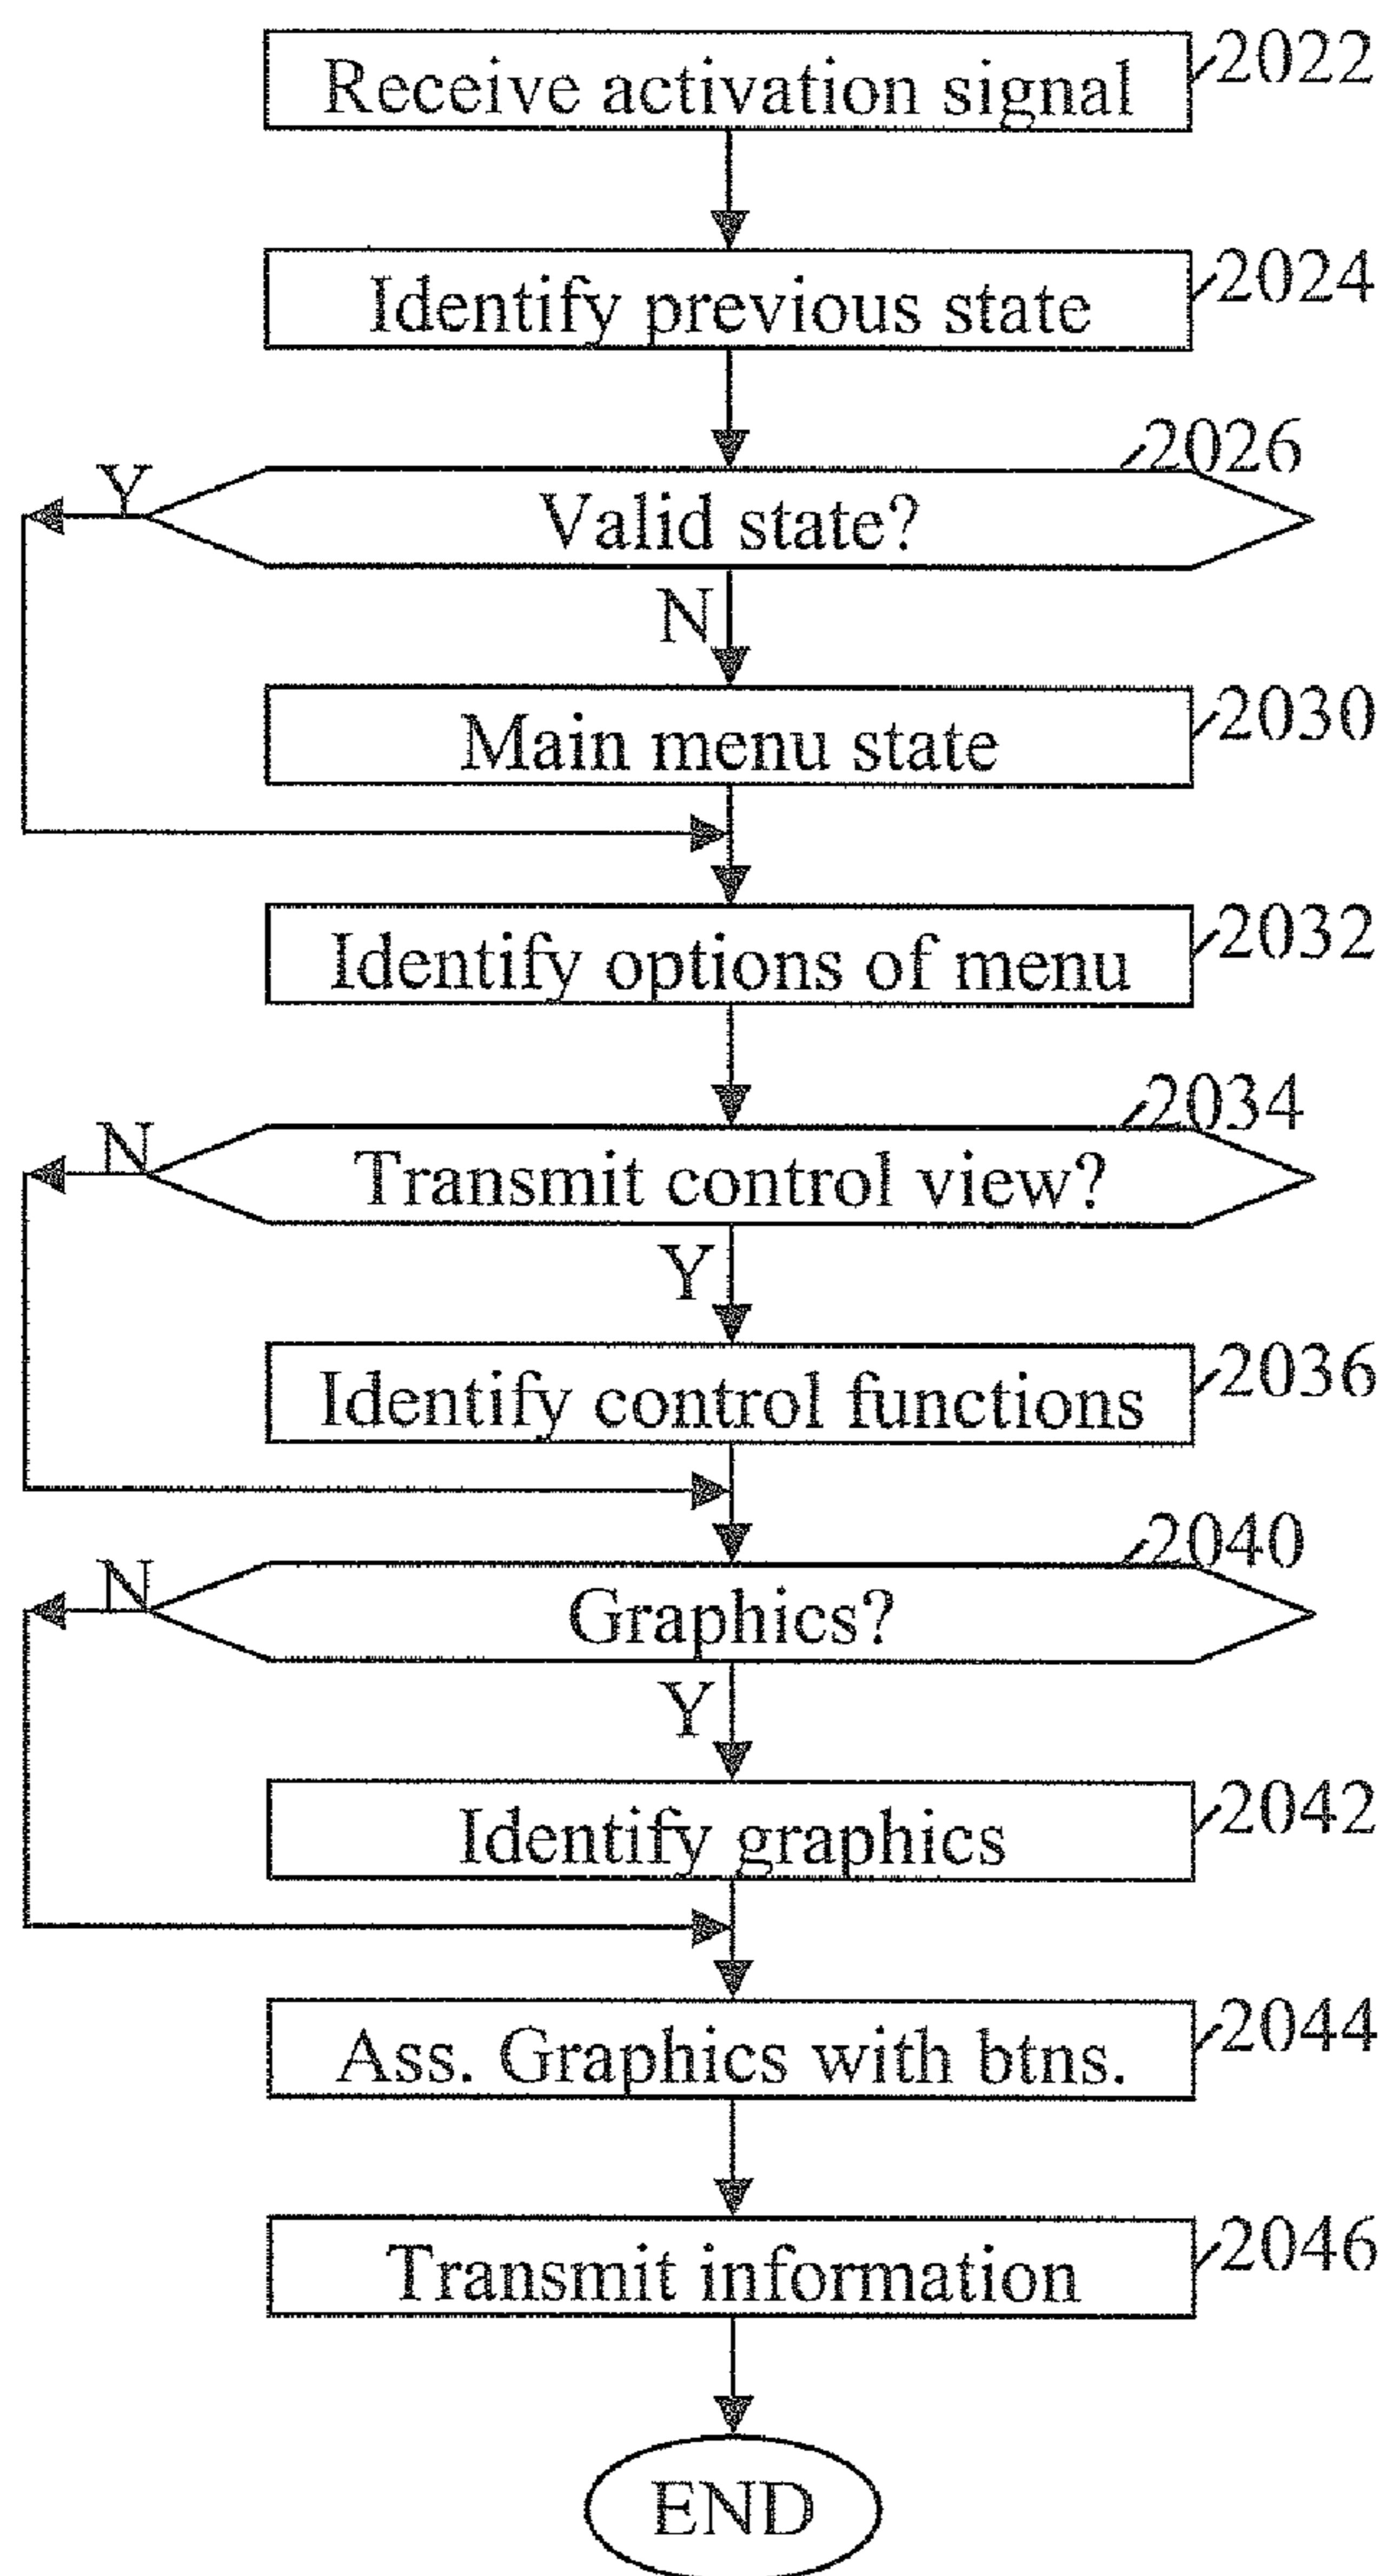 Receive activation signal 2022
Identify previous state 2024
2026
Y
Valid state?
N
Main menu state 2030
Identify options of menu 2032
2034
N
Transmit control view?
Y
Identify control functions 2036
2040
N
Graphics?
Y
Identify graphics 2042
Ass. Graphics with btns. 2044
Transmit information 2046
END